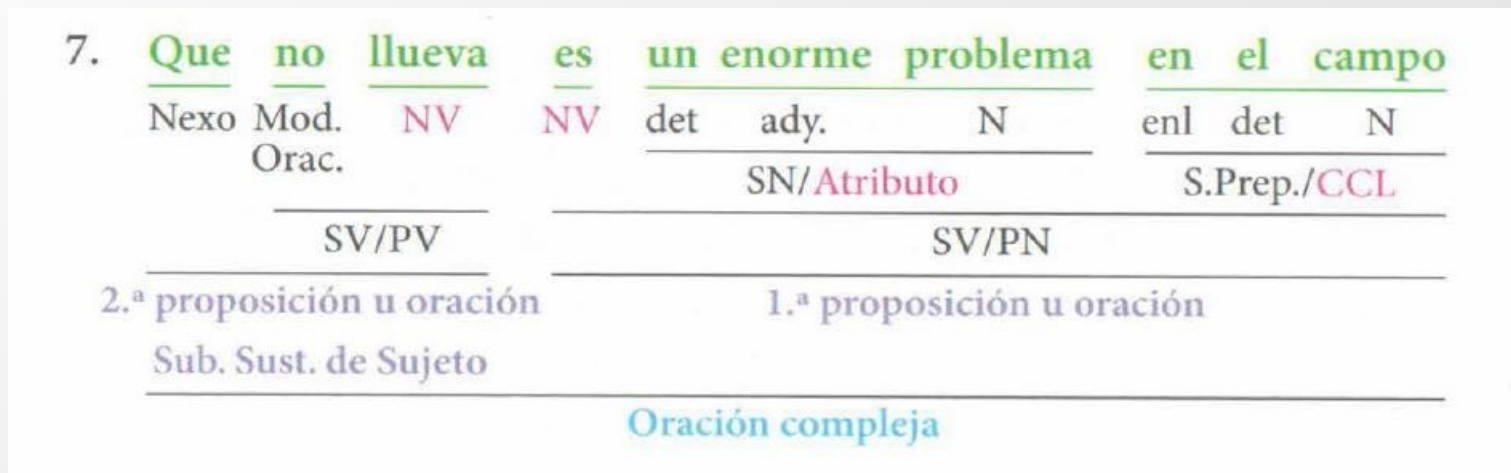 7. Que no llueva es un enorme problema en el campo
Nexo Mod. NV NV det ady. N enl det N
Orac.
SN/Atributo S.Prep./CCL
SV/PV SV/PN
2.ª proposición u oración 1.ª proposición u oración
Sub. Sust. de Sujeto
Oración compleja